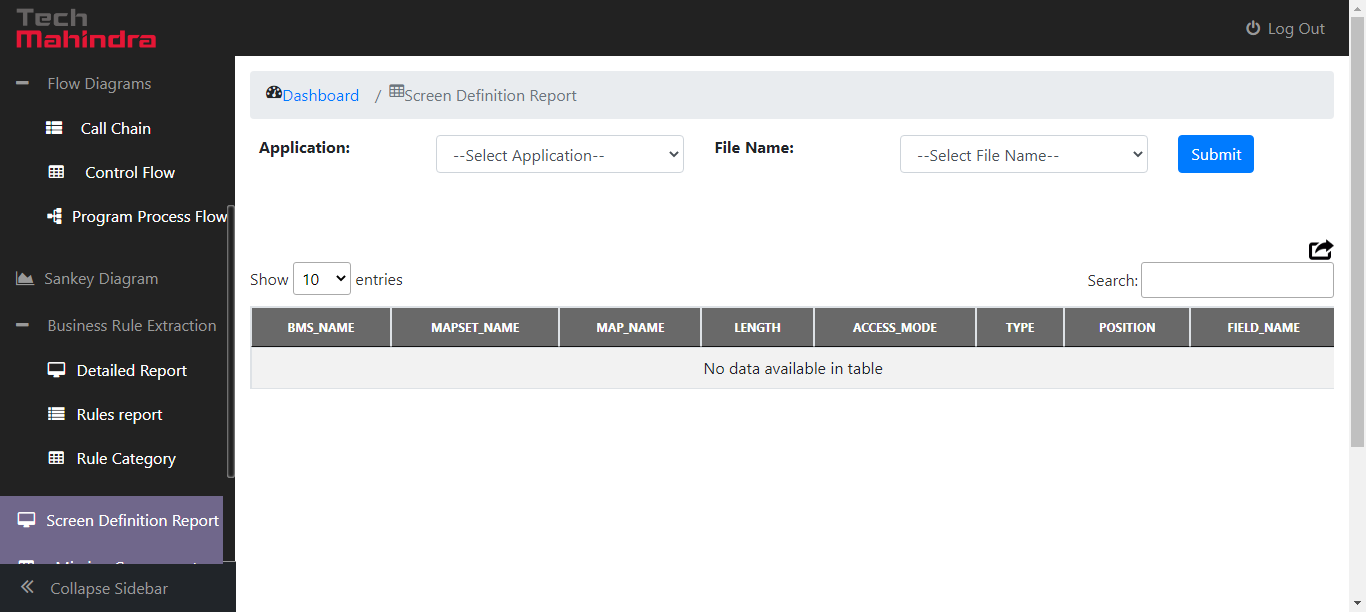 Tech
Mahindra
Log Out
Flow Diagrams
Call Chain
Control Flow
Program Process Flow
Sankey Diagram
Business Rule Extraction
Detailed Report
Rules report
Rule Category
Screen Definition Report
Collapse Sidebar
Dashboard / Screen Definition Report
Application: --Select Application-- File Name: --Select File Name-- Submit
Show 10 entries Search:
BMS_NAME MAPSET_NAME MAP_NAME LENGTH ACCESS_MODE TYPE POSITION FIELD_NAME
No data available in table